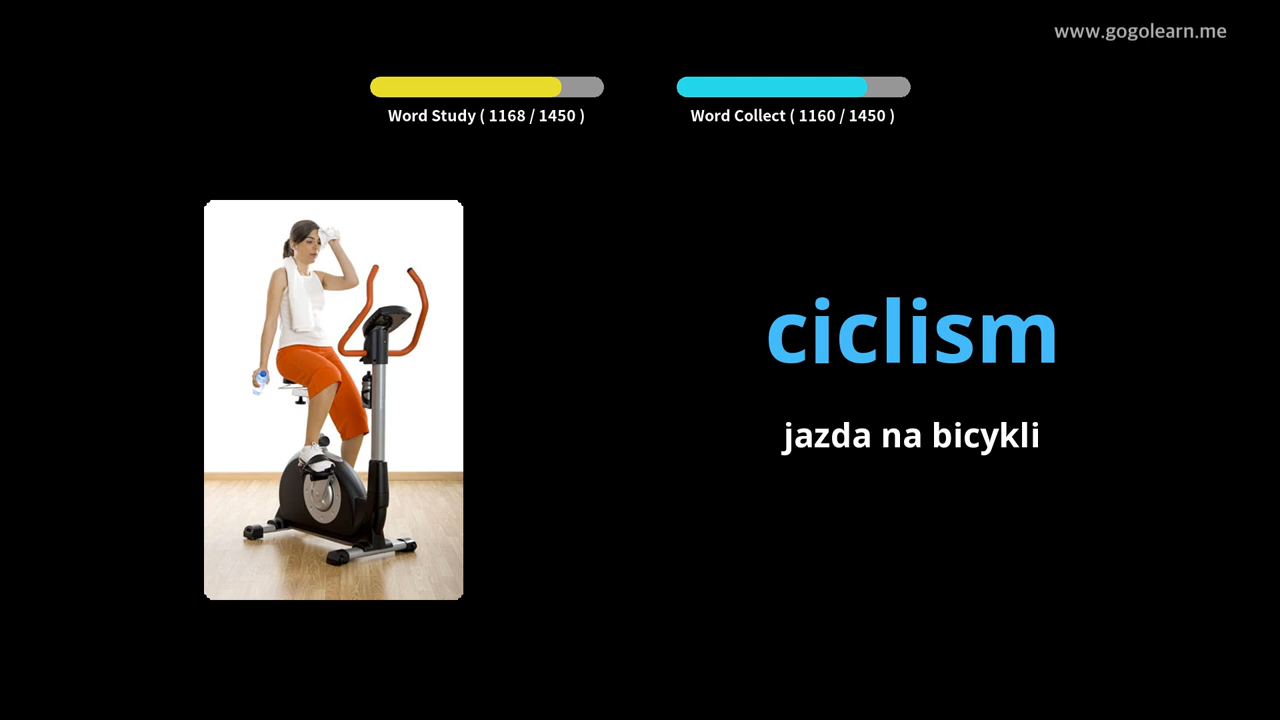 www.gogolearn.me
Word Study ( 1168 / 1450 )
Word Collect ( 1160 / 1450 )
ciclism
jazda na bicykli